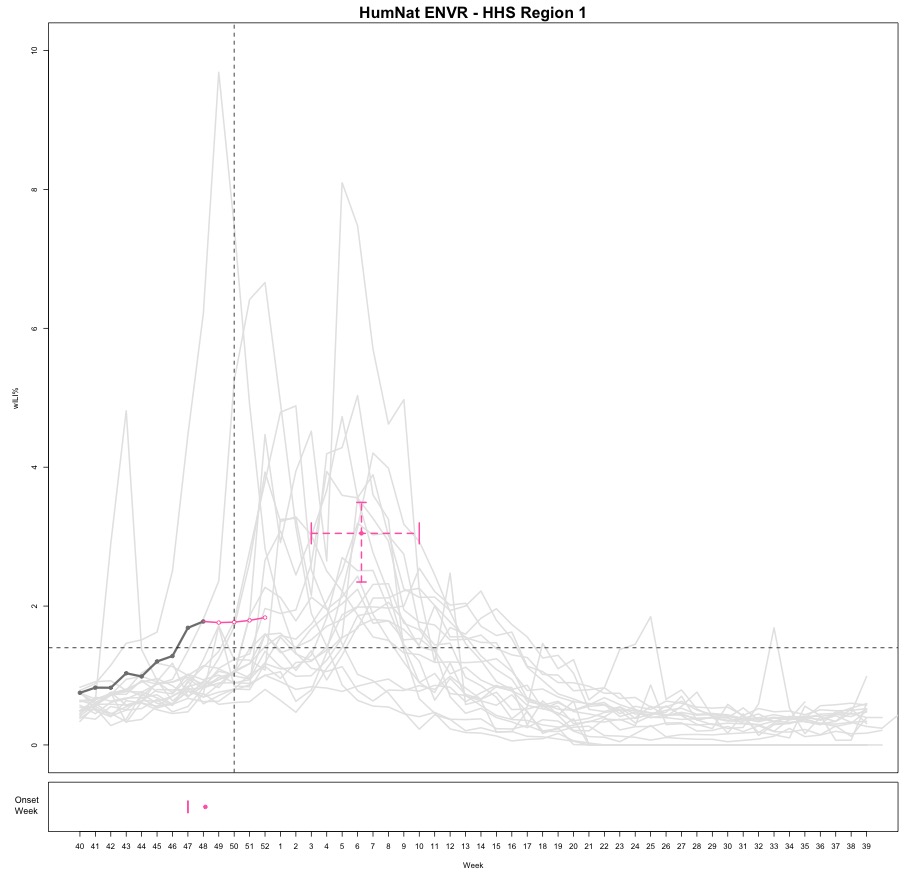 HumNat ENVR - HHS Region 1
10
8
6
4
2
0
wILI%
Onset
Week
40 41 42 43 44 45 46 47 48 49 50 51 52 1 2 3 4 5 6 7 8 9 10 11 12 13 14 15 16 17 18 19 20 21 22 23 24 25 26 27 28 29 30 31 32 33 34 35 36 37 38 39
Week